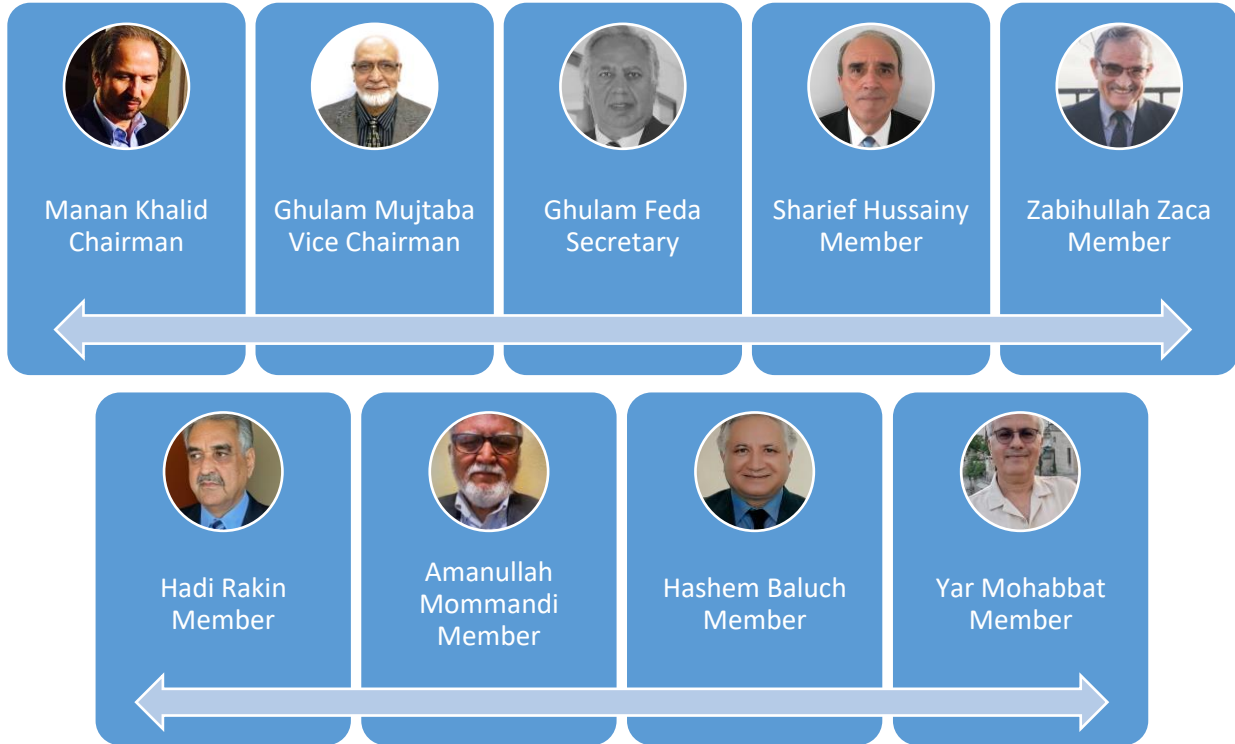 Manan Khalid
Chairman
Ghulam Mujtaba
Vice Chairman
Ghulam Feda
Secretary
Sharief Hussainy
Member
Zabihullah Zaca
Member
Hadi Rakin
Member
Amanullah
Mommandi
Member
Hashem Baluch
Member
Yar Mohabbat
Member